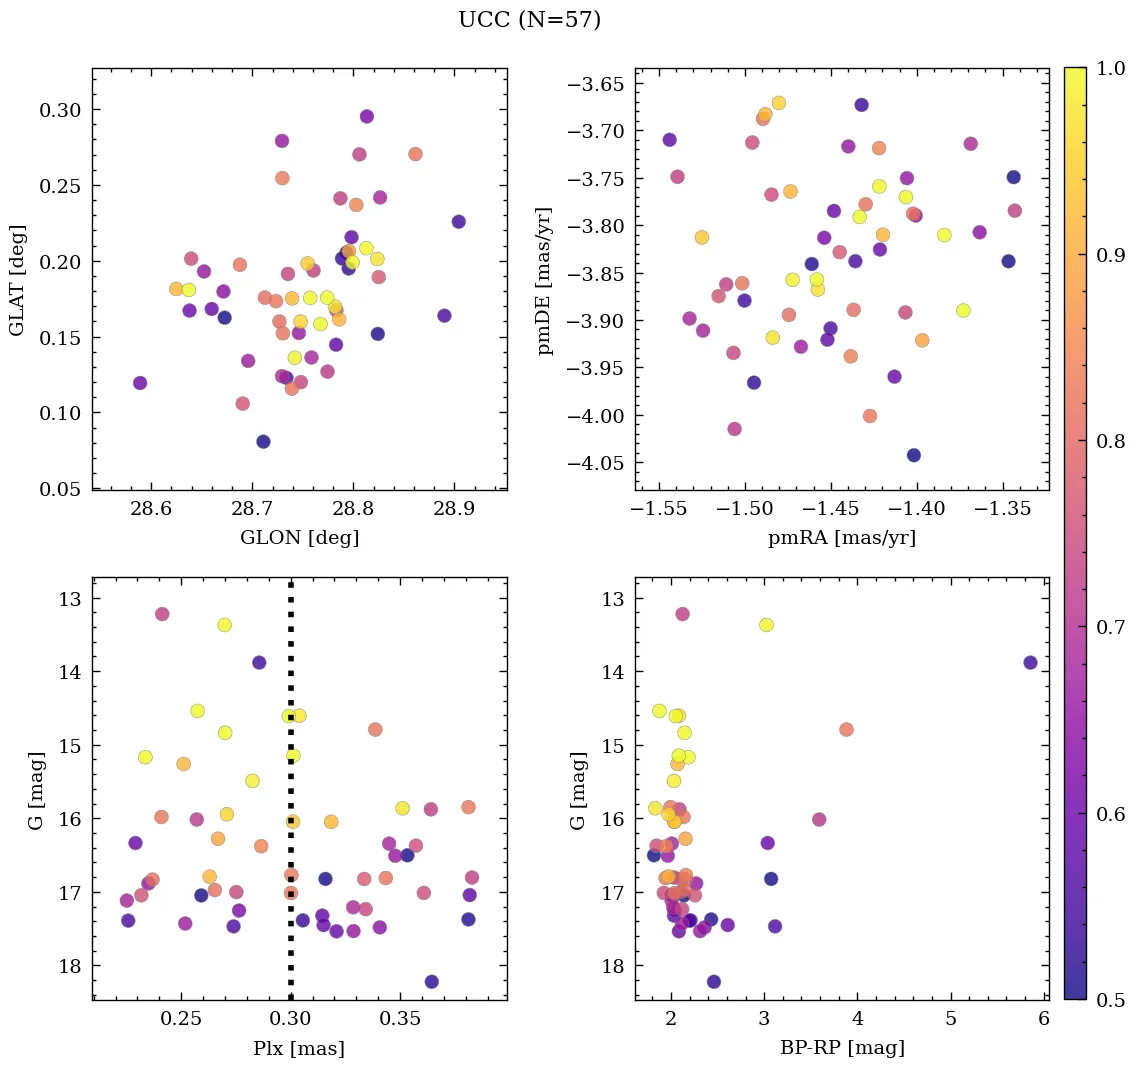 UCC (N=57)
0.30
0.25
0.20
0.15
0.10
0.05
GLAT [deg]
28.6 28.7 28.8 28.9
GLON [deg]
−3.65
−3.70
−3.75
−3.80
−3.85
−3.90
−3.95
−4.00
−4.05
pmDE [mas/yr]
−1.55 −1.50 −1.45 −1.40 −1.35
pmRA [mas/yr]
13
14
15
16
17
18
G [mag]
0.25 0.30 0.35
Plx [mas]
13
14
15
16
17
18
G [mag]
2 3 4 5 6
BP-RP [mag]
1.0
0.9
0.8
0.7
0.6
0.5